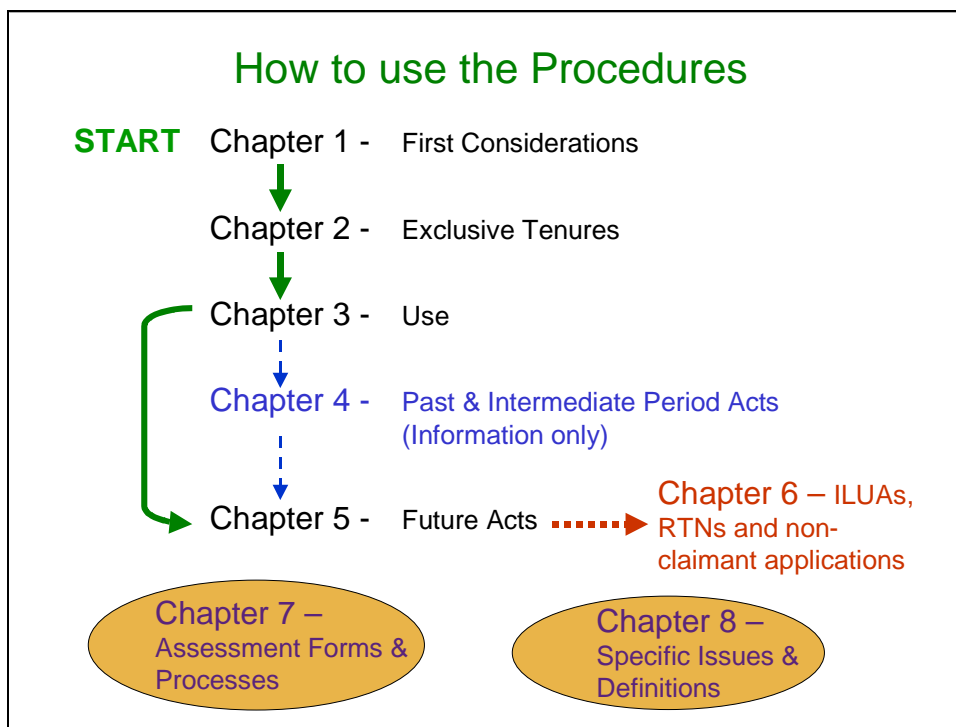 How to use the Procedures
START Chapter 1 - First Considerations
Chapter 2 - Exclusive Tenures
Chapter 3 - Use
Chapter 4 - Past & Intermediate Period Acts
(Information only)
Chapter 5 - Future Acts
Chapter 6 – ILUAs,
RTNs and non-
claimant applications
Chapter 7 –
Assessment Forms &
Processes
Chapter 8 –
Specific Issues &
Definitions